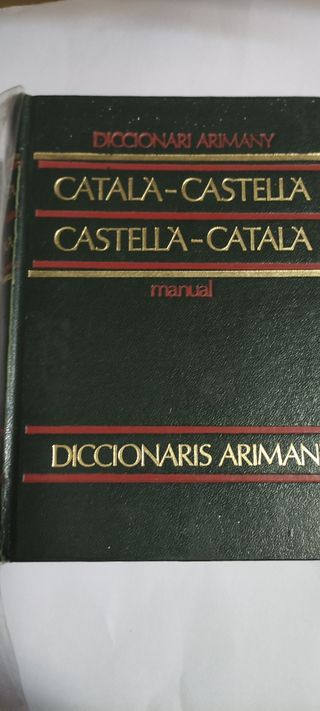 DICCIONARI ARIMANY
CATALÀ-CASTELLÀ
CASTELLÀ-CATALÀ
manual
DICCIONARIS ARIMAN